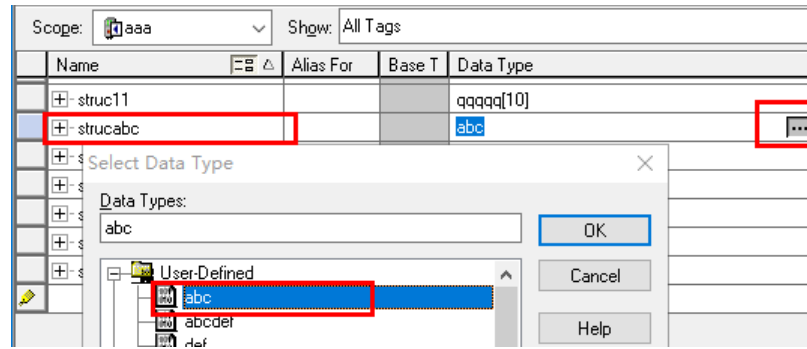 Scope: aaa Show: All Tags
Name Alias For Base T Data Type
struc11 qqqqq[10]
strucabc abc ...
s
Select Data Type
s
Data Types:
s
abc OK
s
s
User-Defined Cancel
abc
abcdef Help
def